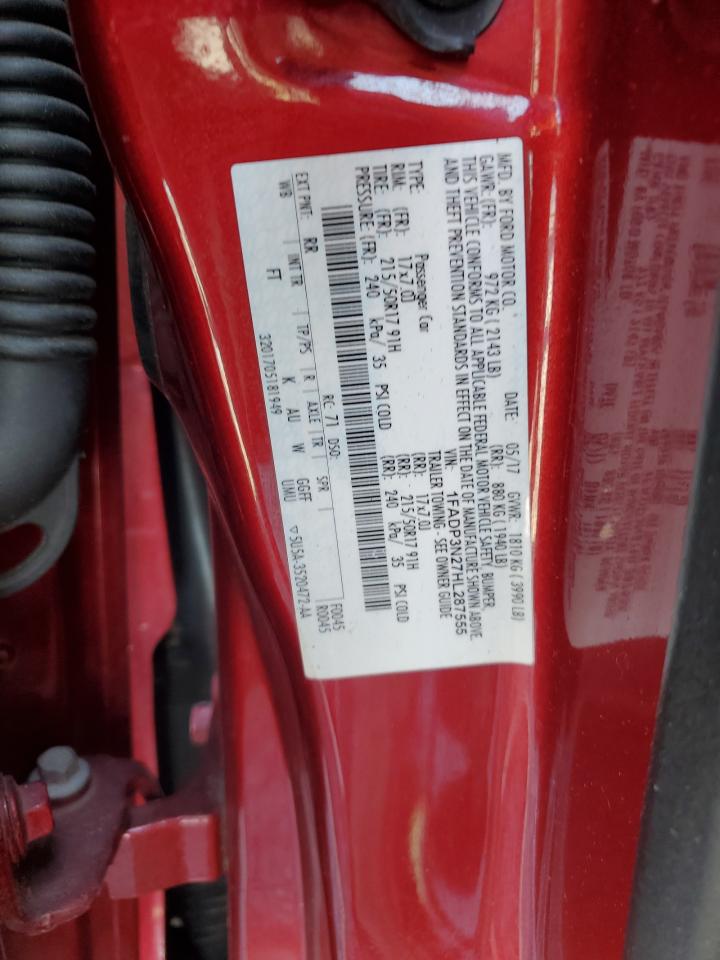 MFD. BY FORD MOTOR CO. DATE: 05/17 GVWR: 1810 KG ( 3990 LB)
GAWR: (FR): 972 KG ( 2143 LB) (RR): 880 KG ( 1940 LB)
THIS VEHICLE CONFORMS TO ALL APPLICABLE FEDERAL MOTOR VEHICLE SAFETY, BUMPER,
AND THEFT PREVENTION STANDARDS IN EFFECT ON THE DATE OF MANUFACTURE SHOWN ABOVE.
VIN: 1FADP3N27HL287555
TYPE: Passenger Car TRAILER TOWING - SEE OWNER GUIDE
RIM: (FR): 17x7.0J (RR): 17x7.0J
TIRE: (FR): 215/50R17 91H (RR): 215/50R17 91H
PRESSURE: (FR): 240 kPa/ 35 PSI COLD (RR): 240 kPa/ 35 PSI COLD
RC: 71 DSO: F0045
EXT PNT: RR R0045
WB INT TR TP/PS R AXLE TR SPR
FT K AU W GGFF
3201705181949 UMU ▽5U5A-3520472-AA